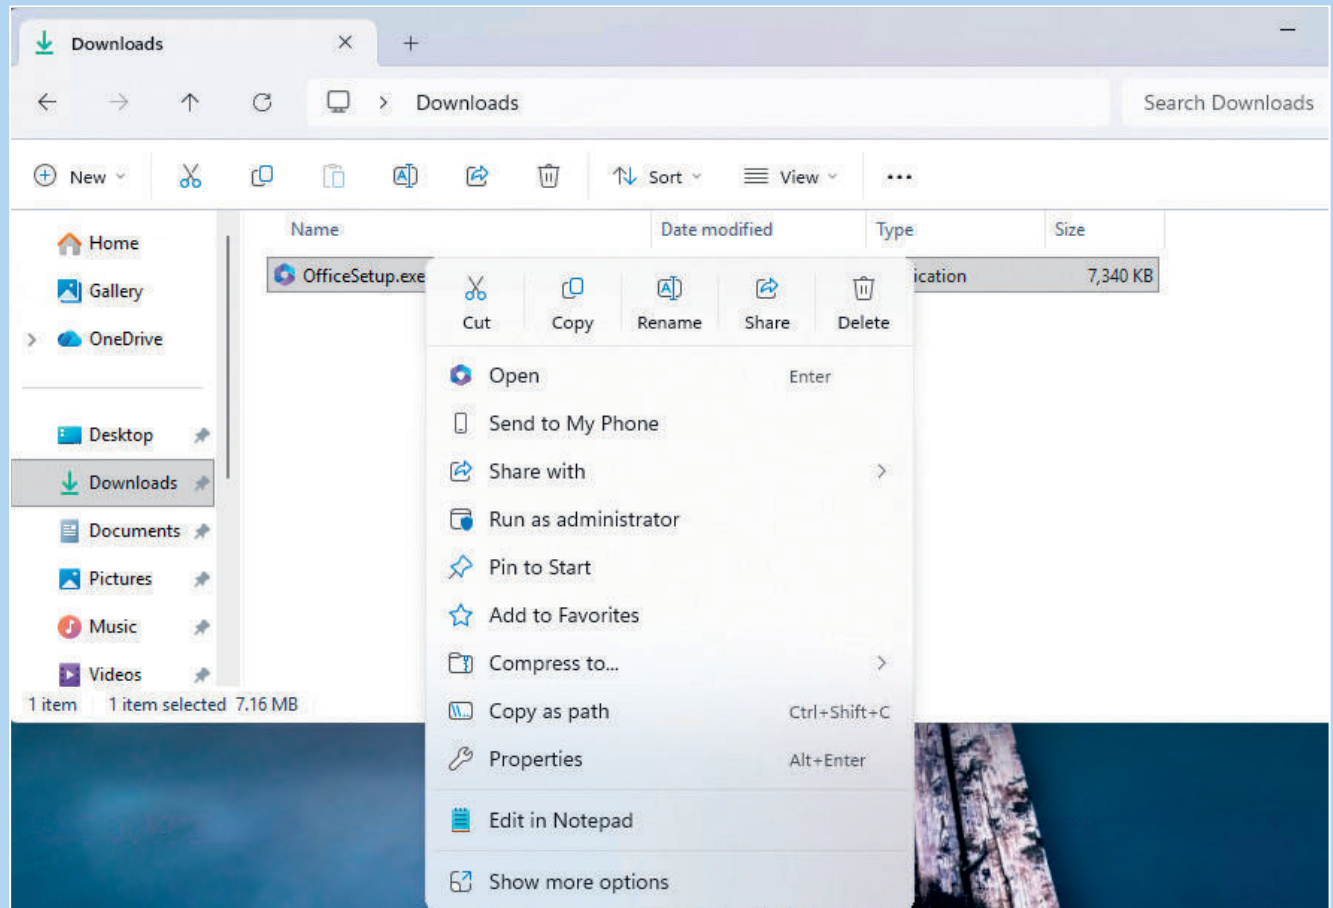 Downloads
Downloads
Search Downloads
New
Sort
View
Name Date modified Type Size
Home
Gallery
OneDrive
Desktop
Downloads
Documents
Pictures
Music
Videos
1 item 1 item selected 7.16 MB
OfficeSetup.exe ication 7,340 KB
Cut Copy Rename Share Delete
Open Enter
Send to My Phone
Share with
Run as administrator
Pin to Start
Add to Favorites
Compress to...
Copy as path Ctrl+Shift+C
Properties Alt+Enter
Edit in Notepad
Show more options